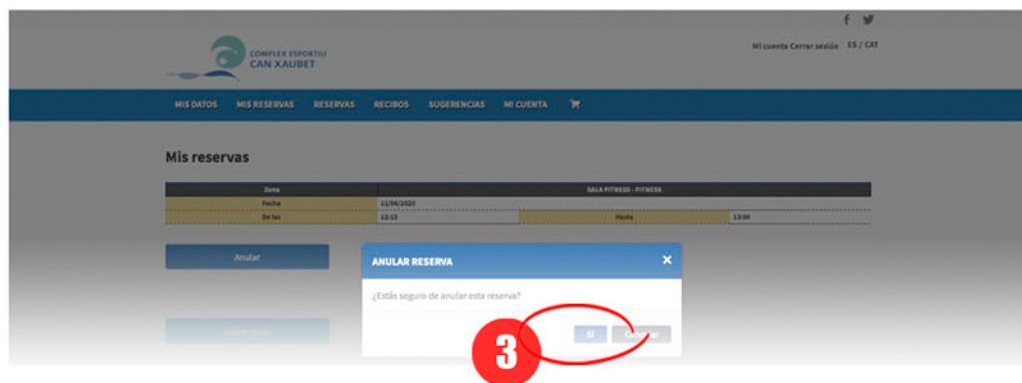 COMPLEX ESPORTIU
CAN XAUBET
Mi cuenta Cerrar sesión ES / CAT
MIS DATOS MIS RESERVAS RESERVAS RECIBOS SUGERENCIAS MI CUENTA
Mis reservas
Zona SALA FITNESS - FITNESS
Fecha 11/06/2020
De las 12:15 Hasta 13:00
Anular
ANULAR RESERVA
¿Estás seguro de anular esta reserva?
Sí
3